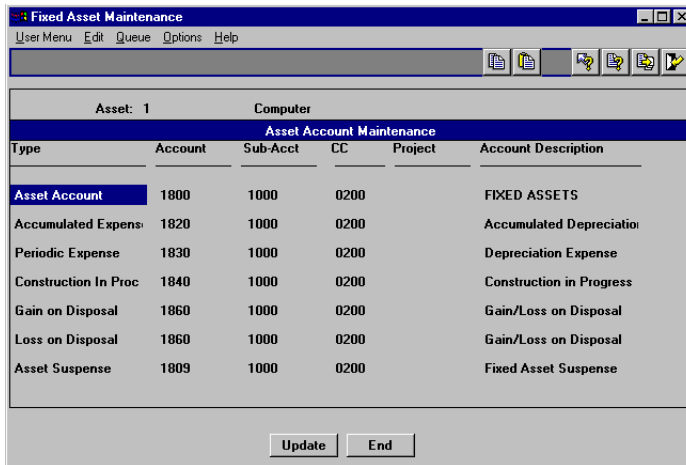 Fixed Asset Maintenance
User Menu Edit Queue Options Help
Asset: 1 Computer
Asset Account Maintenance
Type Account Sub-Acct CC Project Account Description
Asset Account 1800 1000 0200 FIXED ASSETS
Accumulated Expens 1820 1000 0200 Accumulated Depreciation
Periodic Expense 1830 1000 0200 Depreciation Expense
Construction In Proc 1840 1000 0200 Construction in Progress
Gain on Disposal 1860 1000 0200 Gain/Loss on Disposal
Loss on Disposal 1860 1000 0200 Gain/Loss on Disposal
Asset Suspense 1809 1000 0200 Fixed Asset Suspense
Update End